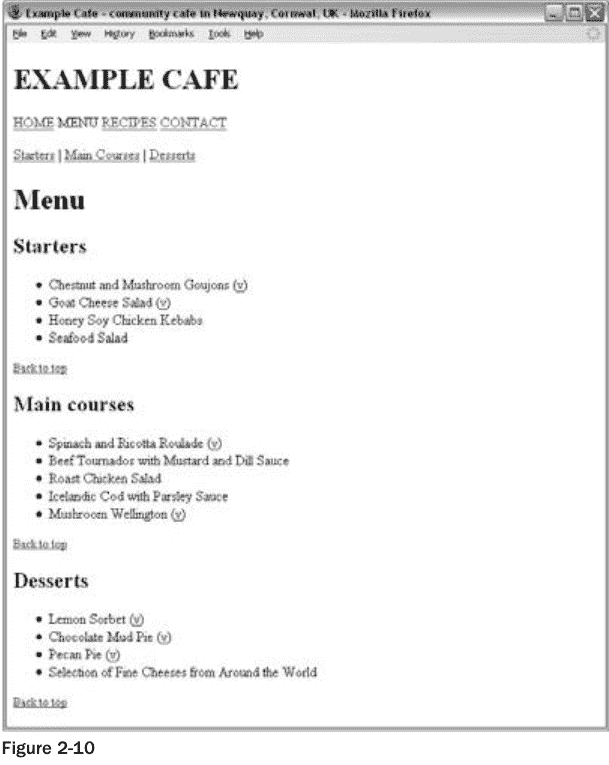 Example Cafe - community cafe in Newquay, Cornwal, UK - Mozilla Firefox
File Edit View History Bookmarks Tools Help
EXAMPLE CAFE
HOME MENU RECIPES CONTACT
Starters | Main Courses | Desserts
Menu
Starters
• Chestnut and Mushroom Goujons (v)
• Goat Cheese Salad (v)
• Honey Soy Chicken Kebabs
• Seafood Salad
Back to top
Main courses
• Spinach and Ricotta Roulade (v)
• Beef Tournados with Mustard and Dill Sauce
• Roast Chicken Salad
• Icelandic Cod with Parsley Sauce
• Mushroom Wellington (v)
Back to top
Desserts
• Lemon Sorbet (v)
• Chocolate Mud Pie (v)
• Pecan Pie (v)
• Selection of Fine Cheeses from Around the World
Back to top
Figure 2-10